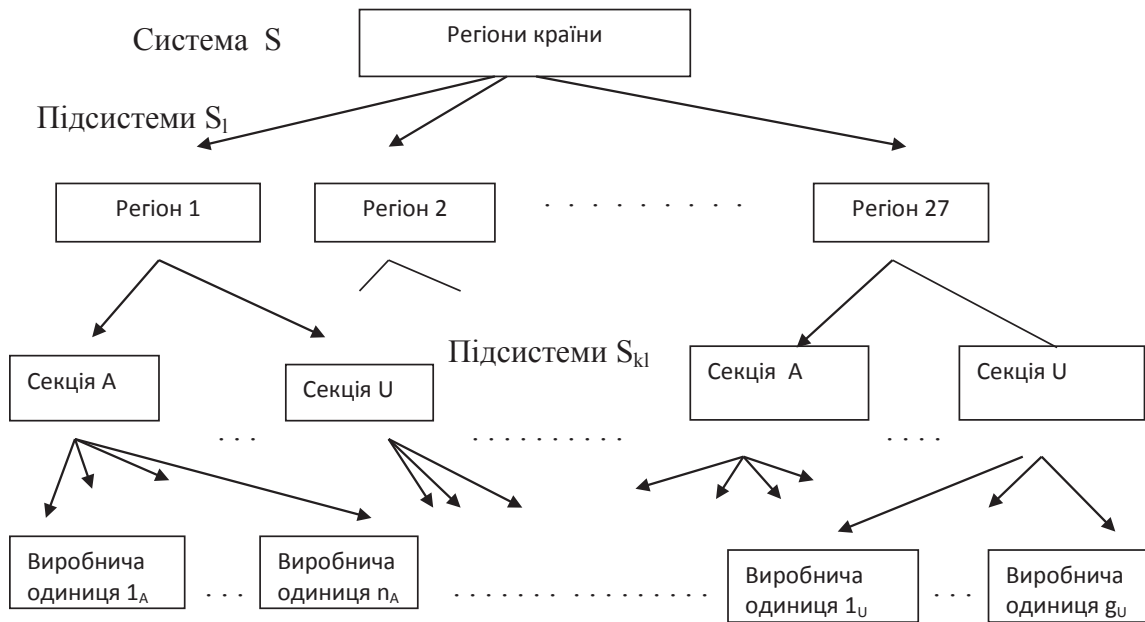 Система S
Регіони країни
Підсистеми Sl
Регіон 1
Регіон 2
. . . . . . . . .
Регіон 27
Підсистеми Skl
Секція А
. . . .
Секція U
. . . . . . . . . .
Секція А
. . . .
Секція U
Виробнича
одиниця 1A
. . . .
Виробнича
одиниця nA
. . . . . . . . . . .
Виробнича
одиниця 1U
. . . .
Виробнича
одиниця gU